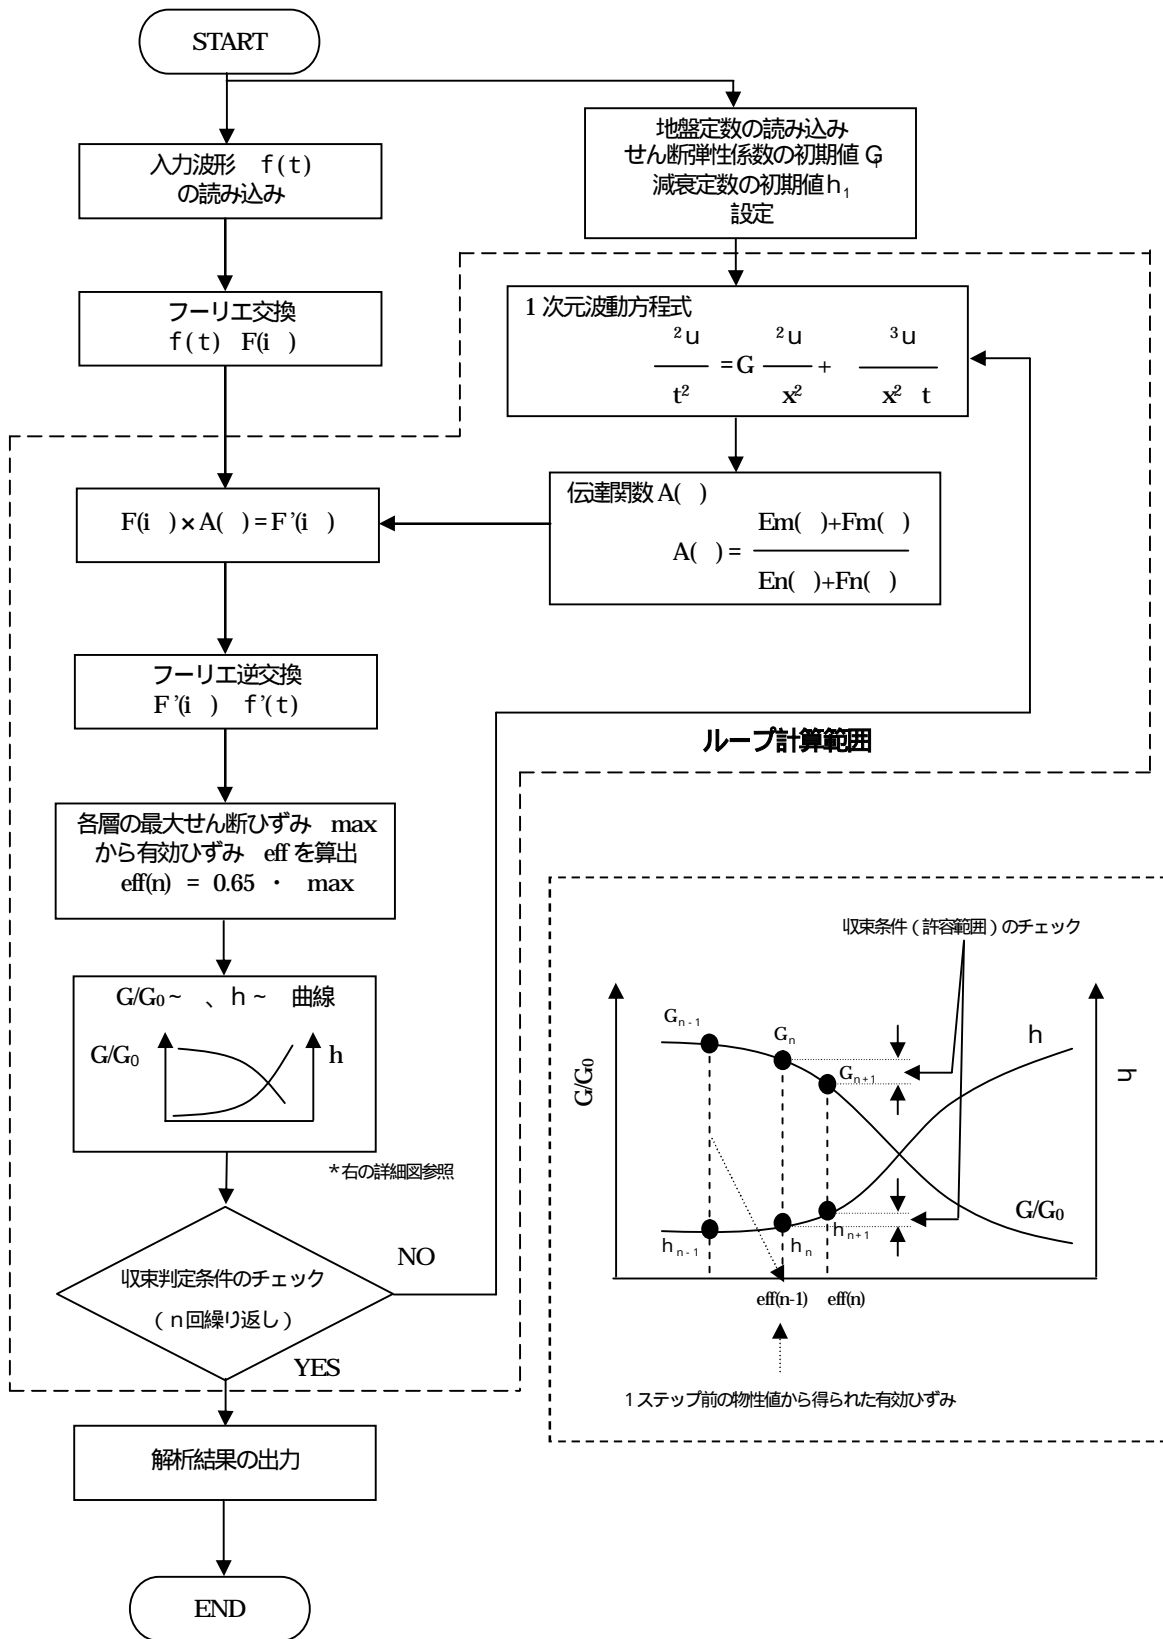 START
入力波形　f(t)
の読み込み
地盤定数の読み込み
せん断弾性係数の初期値 G₁
減衰定数の初期値h₁
設定
フーリエ交換
f(t)　F(i　)
1 次元波動方程式
²u　²u　³u
=G　+
t²　x²　x²　t
F(i　)×A(　)=F'(i　)
伝達関数 A(　)
Em(　)+Fm(　)
A(　)=
En(　)+Fn(　)
フーリエ逆交換
F'(i　)　f'(t)
ループ計算範囲
各層の最大せん断ひずみ　max
から有効ひずみ　eff を算出
eff(n) = 0.65 ・　max
G/G₀~　、h~　曲線
G/G₀
h
*右の詳細図参照
収束判定条件のチェック
(n回繰り返し)
NO
YES
解析結果の出力
END
収束条件(許容範囲)のチェック
Gₙ₋₁
Gₙ
Gₙ₊₁
h
G/G₀
h
G/G₀
hₙ₋₁
hₙ
hₙ₊₁
eff(n-1)　eff(n)
1ステップ前の物性値から得られた有効ひずみ